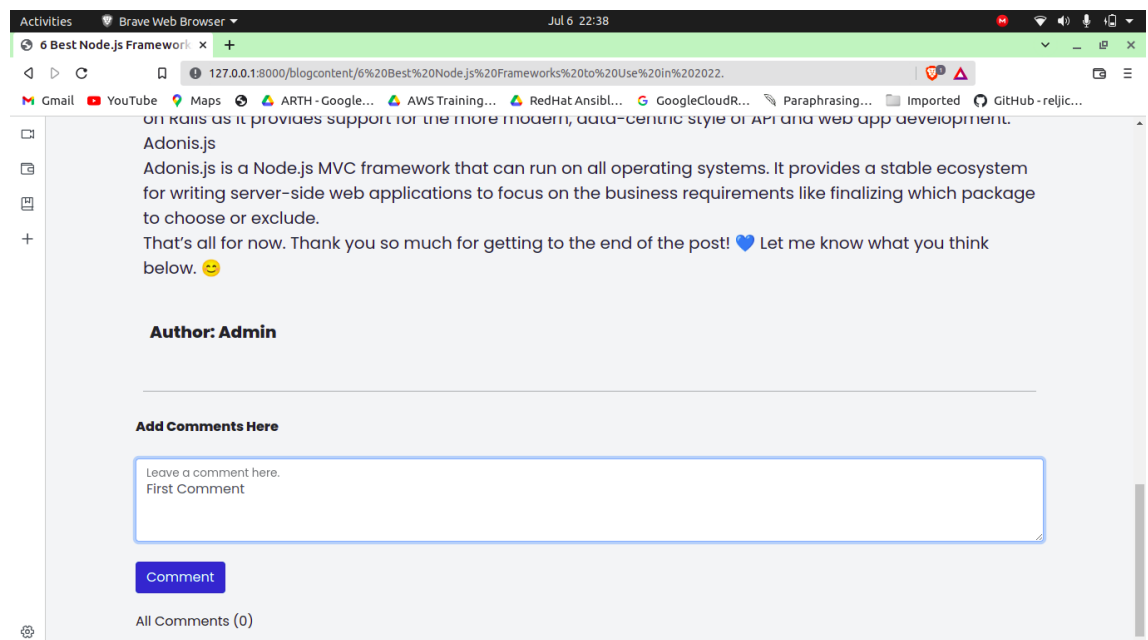 Activities Brave Web Browser Jul 6 22:38
6 Best Node.js Framework
127.0.0.1:8000/blogcontent/6%20Best%20Node.js%20Frameworks%20to%20Use%20in%202022.
Gmail YouTube Maps ARTH - Google... AWS Training... RedHat Ansibl... GoogleCloudR... Paraphrasing... Imported GitHub - reljic...
on Rails as it provides support for the more modern, data-centric style of API and web app development.
Adonis.js
Adonis.js is a Node.js MVC framework that can run on all operating systems. It provides a stable ecosystem
for writing server-side web applications to focus on the business requirements like finalizing which package
to choose or exclude.
That’s all for now. Thank you so much for getting to the end of the post! 💙 Let me know what you think
below. 😊
Author: Admin
Add Comments Here
Leave a comment here.
First Comment
Comment
All Comments (0)